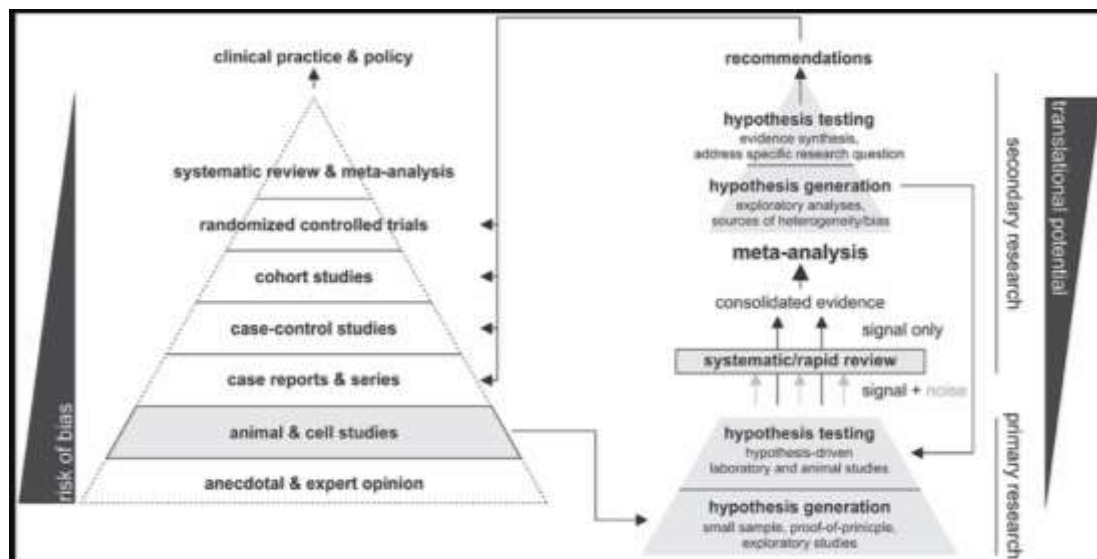 clinical practice & policy
systematic review & meta-analysis
randomized controlled trials
cohort studies
case-control studies
case reports & series
animal & cell studies
anecdotal & expert opinion
risk of bias
recommendations
hypothesis testing
evidence synthesis,
address specific research question
hypothesis generation
exploratory analyses,
sources of heterogeneity/bias
meta-analysis
consolidated evidence
signal only
systematic/rapid review
signal + noise
hypothesis testing
hypothesis-driven
laboratory and animal studies
hypothesis generation
small sample, proof-of-prinicple,
exploratory studies
secondary research
primary research
translational potential